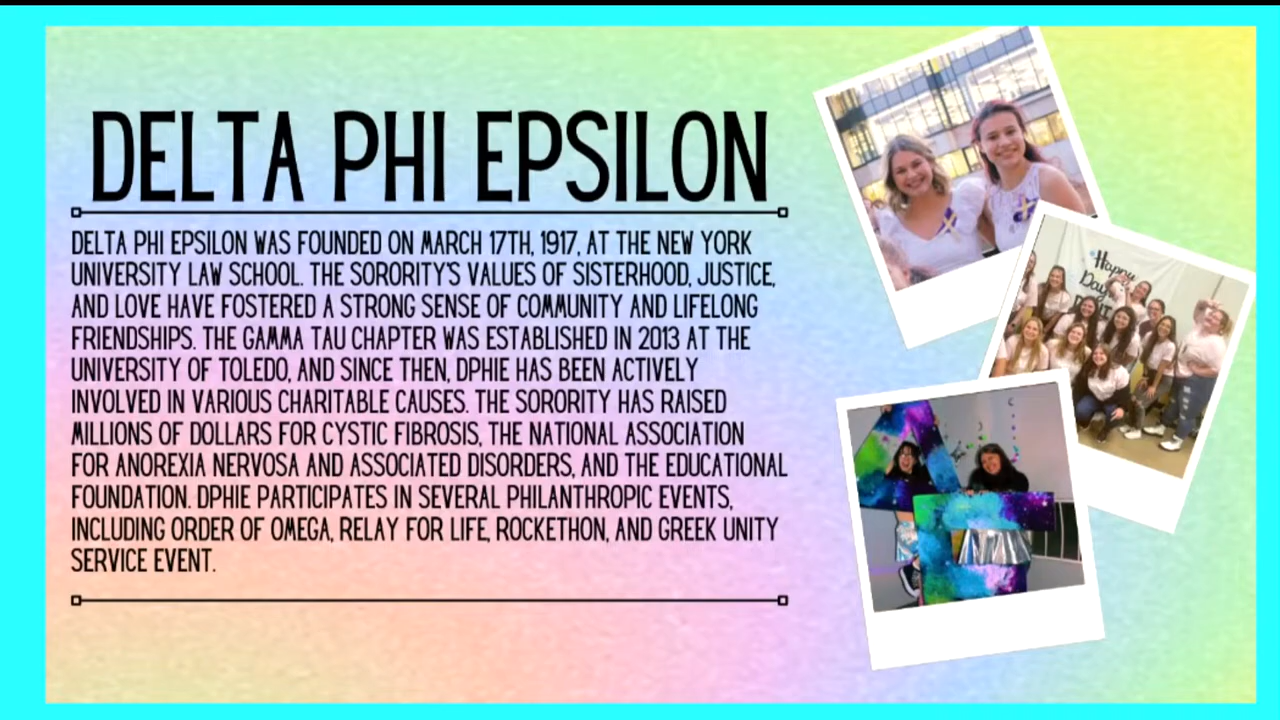 DELTA PHI EPSILON
DELTA PHI EPSILON WAS FOUNDED ON MARCH 17TH, 1917, AT THE NEW YORK
UNIVERSITY LAW SCHOOL. THE SORORITY'S VALUES OF SISTERHOOD, JUSTICE,
AND LOVE HAVE FOSTERED A STRONG SENSE OF COMMUNITY AND LIFELONG
FRIENDSHIPS. THE GAMMA TAU CHAPTER WAS ESTABLISHED IN 2013 AT THE
UNIVERSITY OF TOLEDO, AND SINCE THEN, DPHIE HAS BEEN ACTIVELY
INVOLVED IN VARIOUS CHARITABLE CAUSES. THE SORORITY HAS RAISED
MILLIONS OF DOLLARS FOR CYSTIC FIBROSIS, THE NATIONAL ASSOCIATION
FOR ANOREXIA NERVOSA AND ASSOCIATED DISORDERS, AND THE EDUCATIONAL
FOUNDATION. DPHIE PARTICIPATES IN SEVERAL PHILANTHROPIC EVENTS,
INCLUDING ORDER OF OMEGA, RELAY FOR LIFE, ROCKETHON, AND GREEK UNITY
SERVICE EVENT.
Happy